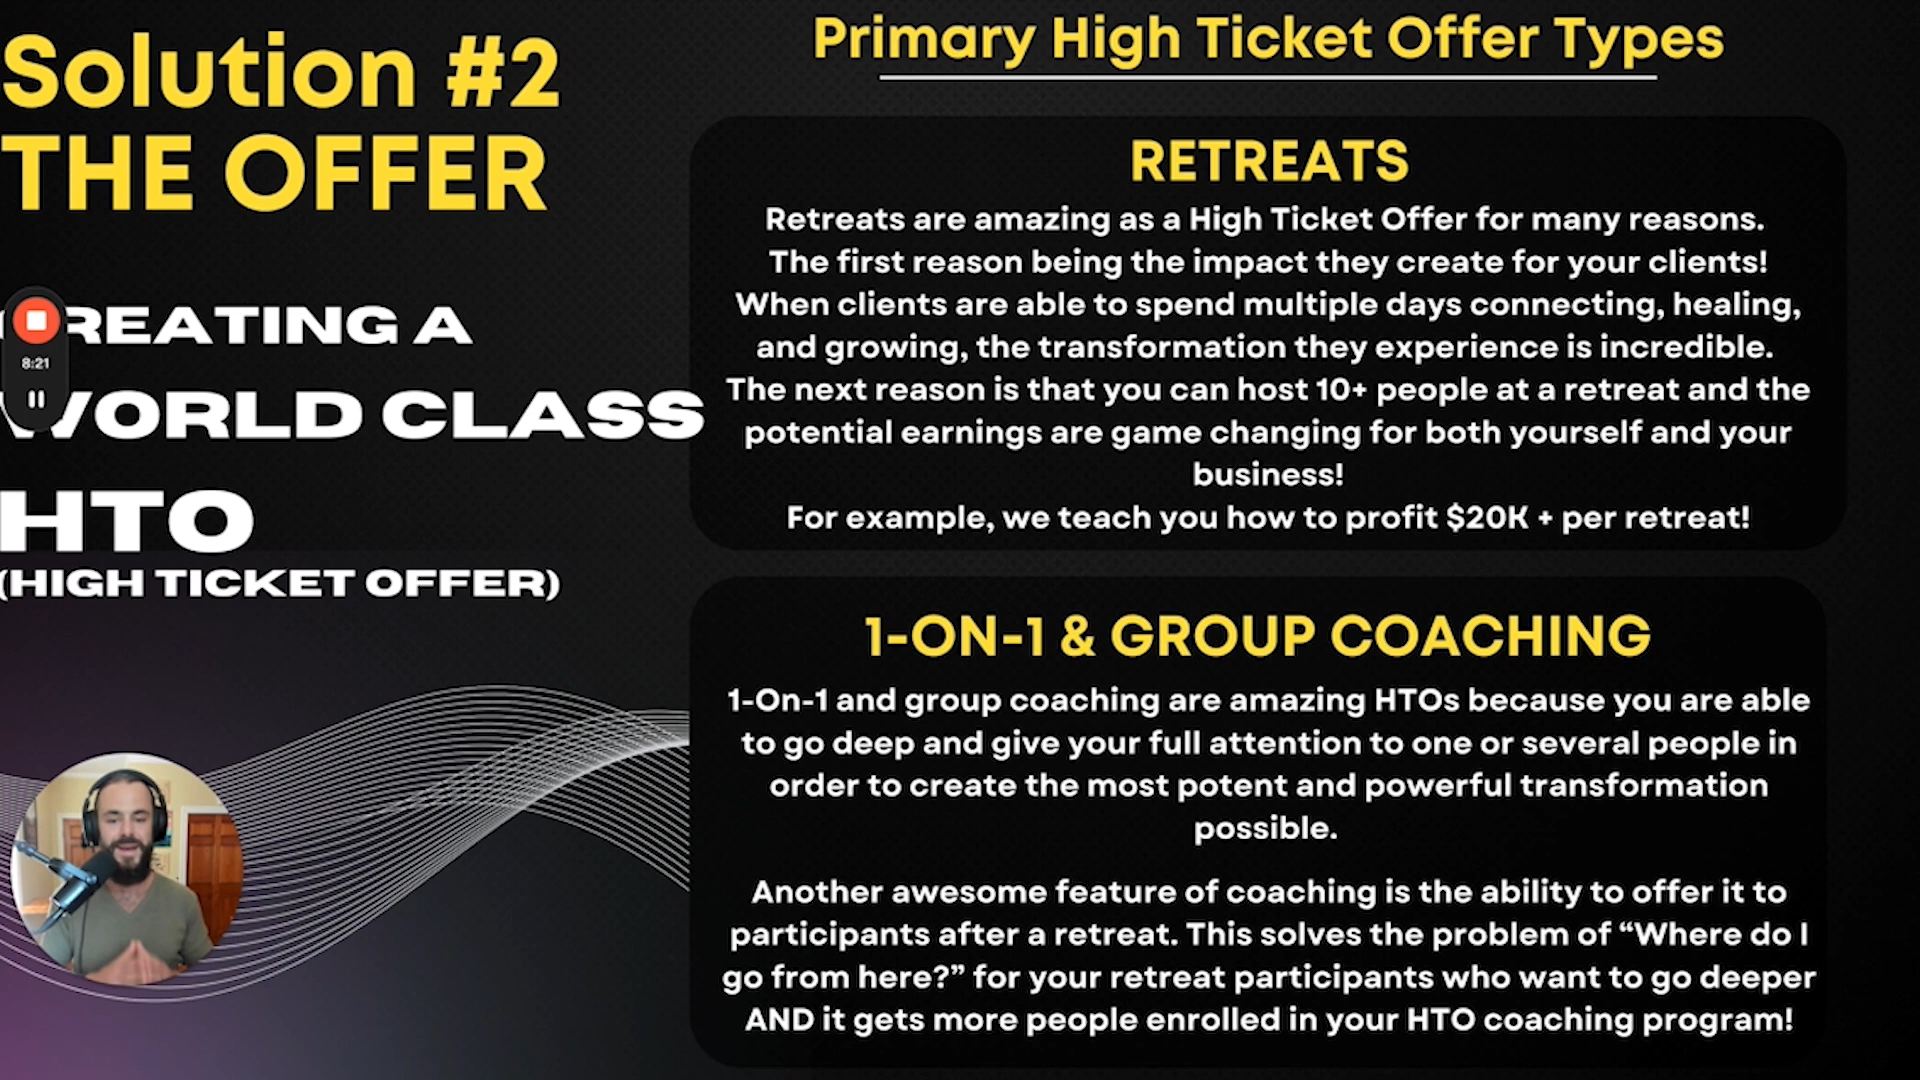 Solution #2
THE OFFER
CREATING A
WORLD CLASS
HTO
(HIGH TICKET OFFER)
8:21
Primary High Ticket Offer Types
RETREATS
Retreats are amazing as a High Ticket Offer for many reasons.
The first reason being the impact they create for your clients!
When clients are able to spend multiple days connecting, healing,
and growing, the transformation they experience is incredible.
The next reason is that you can host 10+ people at a retreat and the
potential earnings are game changing for both yourself and your
business!
For example, we teach you how to profit $20K + per retreat!
1-ON-1 & GROUP COACHING
1-On-1 and group coaching are amazing HTOs because you are able
to go deep and give your full attention to one or several people in
order to create the most potent and powerful transformation
possible.
Another awesome feature of coaching is the ability to offer it to
participants after a retreat. This solves the problem of “Where do I
go from here?” for your retreat participants who want to go deeper
AND it gets more people enrolled in your HTO coaching program!